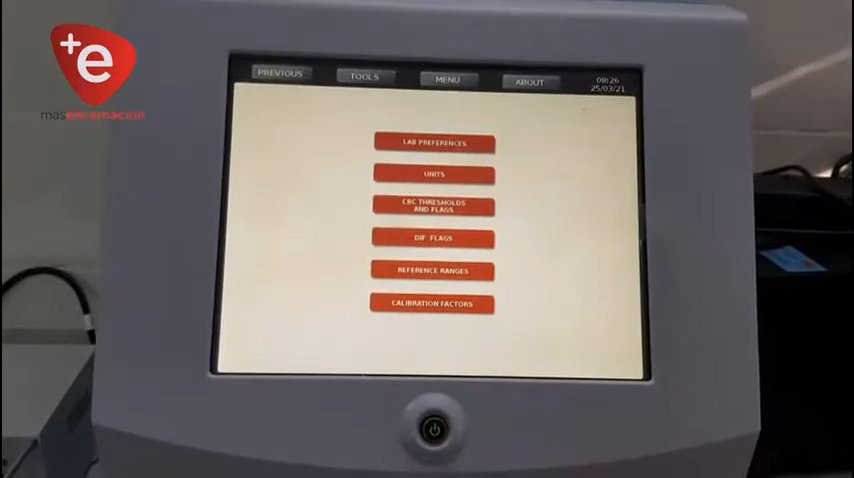 +e
masencarnacion
PREVIOUS
TOOLS
MENU
ABOUT
08:26
25/03/21
LAB PREFERENCES
UNITS
CBC THRESHOLDS
AND FLAGS
DIF FLAGS
REFERENCE RANGES
CALIBRATION FACTORS